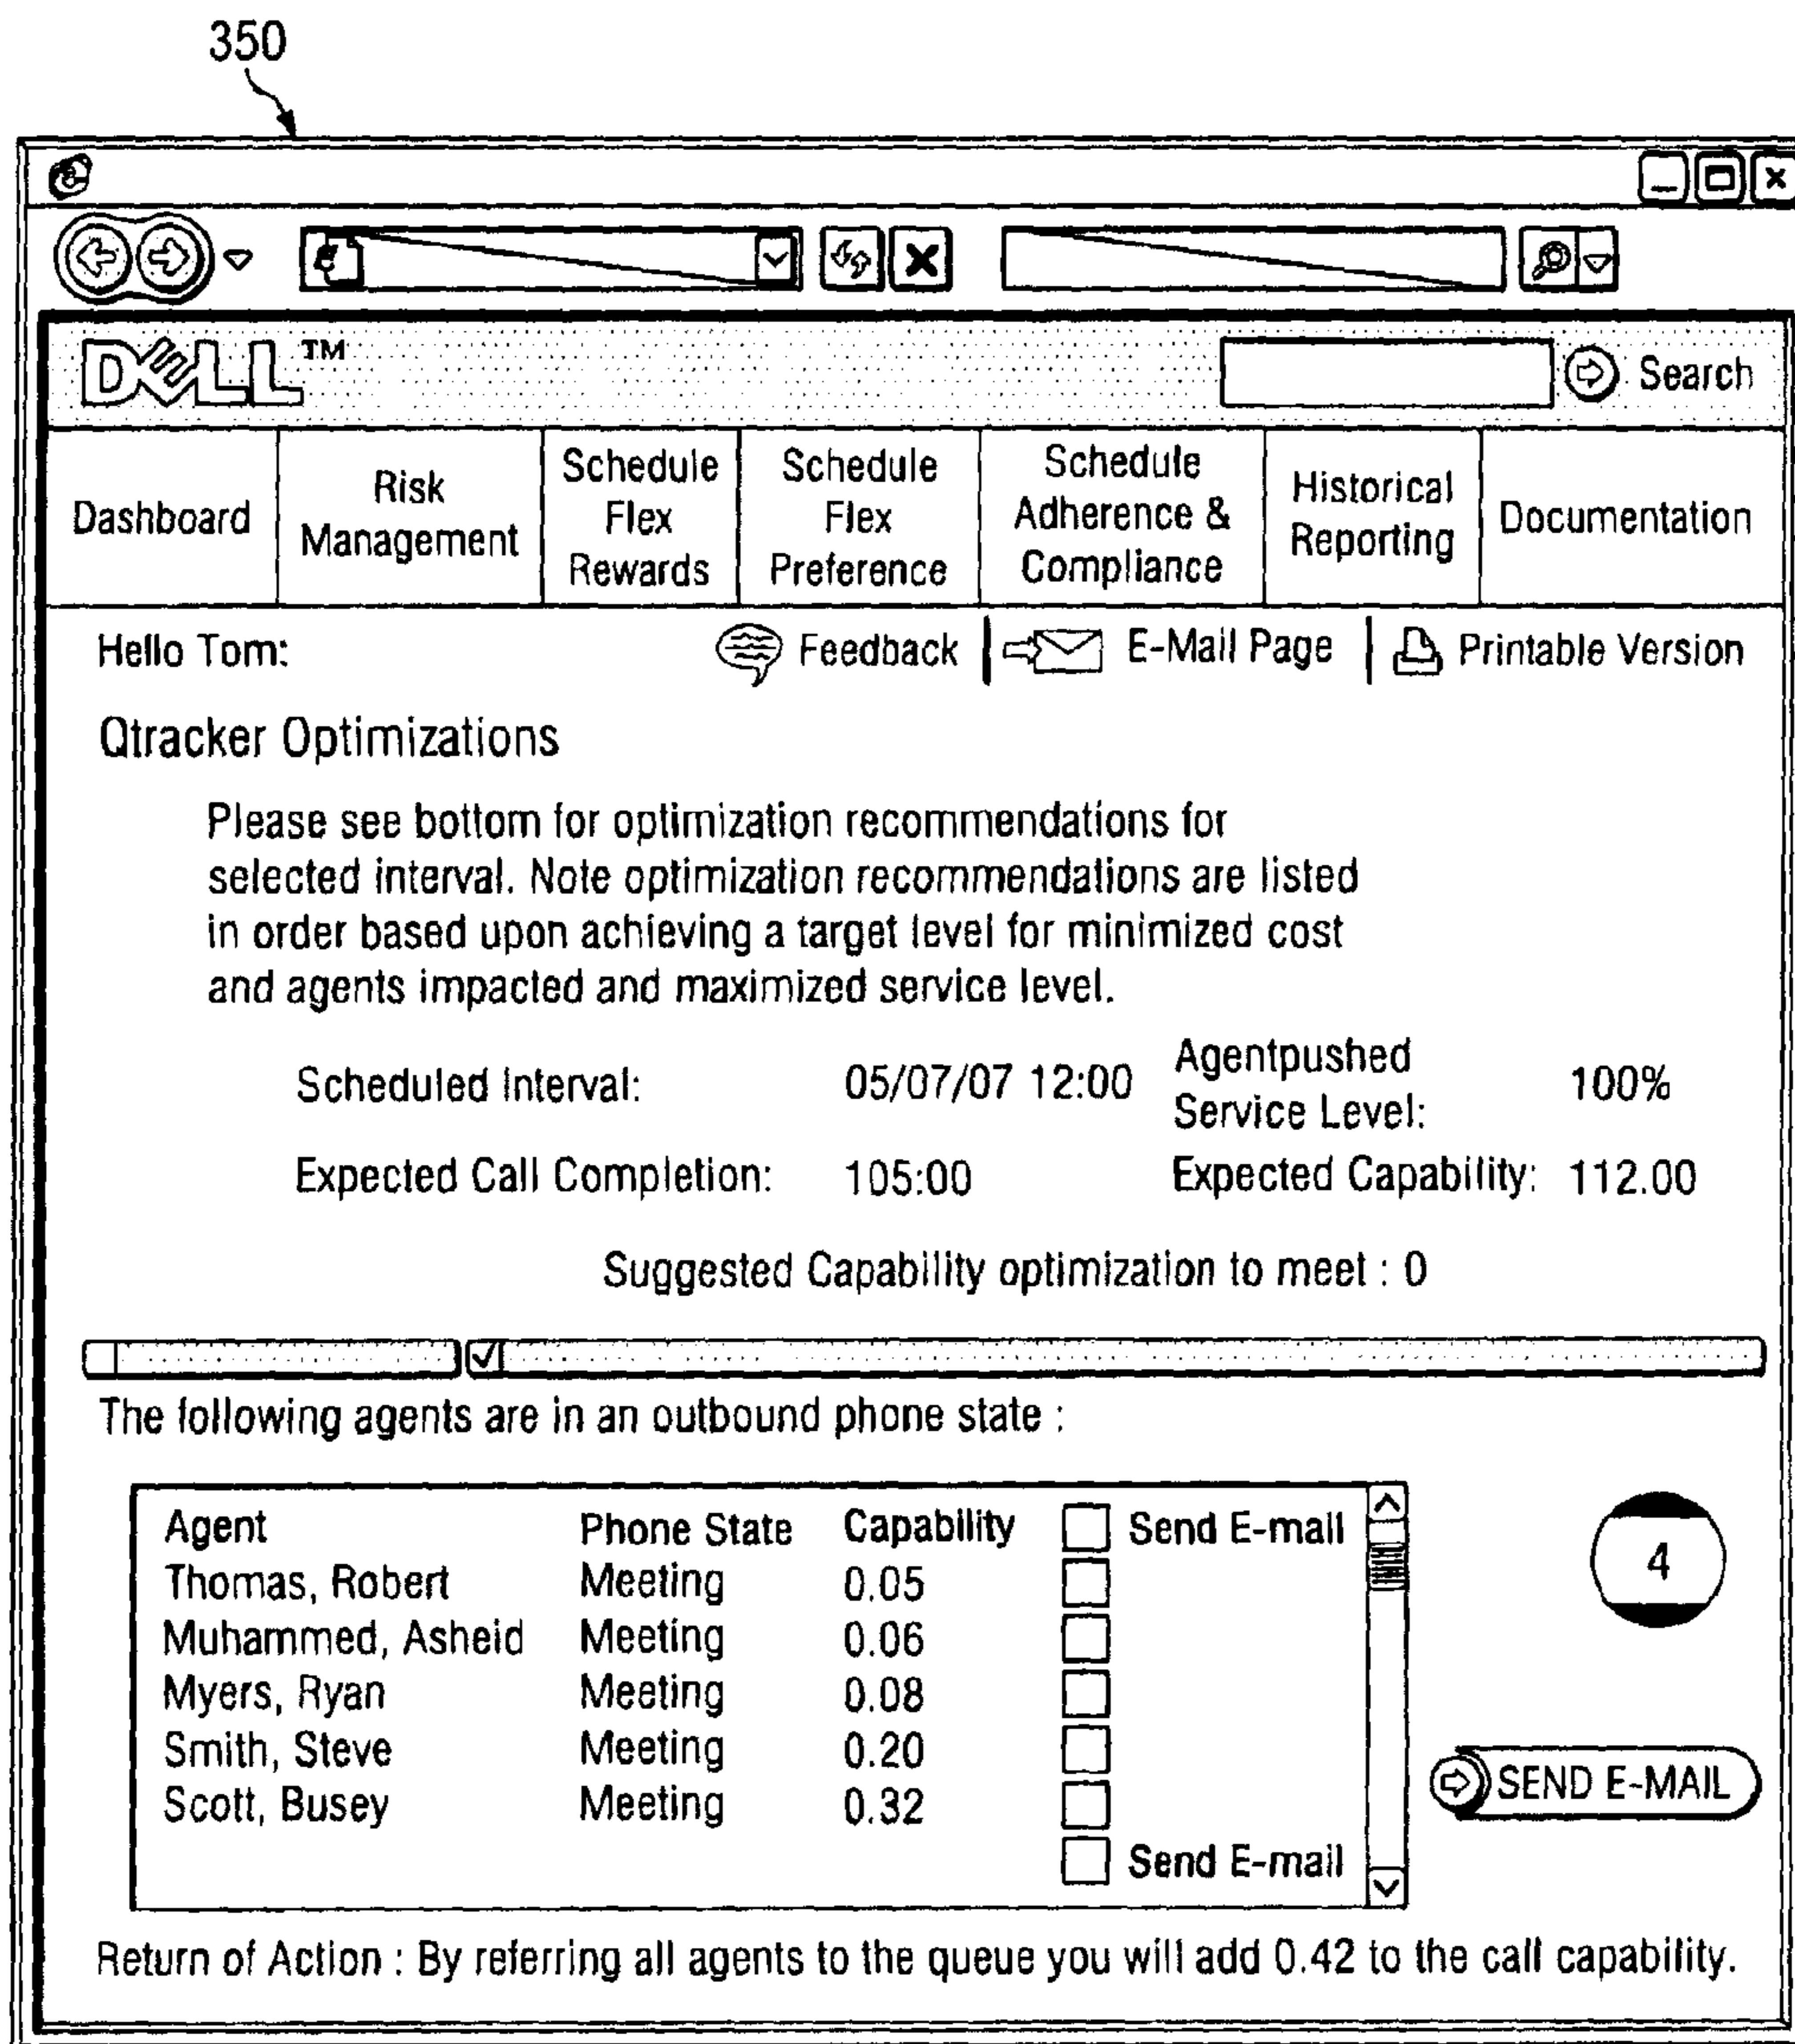 350
DELL™
Search
Dashboard
Risk
Management
Schedule
Flex
Rewards
Schedule
Flex
Preference
Schedule
Adherence &
Compliance
Historical
Reporting
Documentation
Hello Tom: Feedback | E-Mail Page | Printable Version
Qtracker Optimizations
Please see bottom for optimization recommendations for
selected interval. Note optimization recommendations are listed
in order based upon achieving a target level for minimized cost
and agents impacted and maximized service level.
Scheduled Interval: 05/07/07 12:00
Agentpushed
Service Level: 100%
Expected Call Completion: 105:00 Expected Capability: 112.00
Suggested Capability optimization to meet : 0
The following agents are in an outbound phone state :
Agent Phone State Capability Send E-mail
Thomas, Robert Meeting 0.05
Muhammed, Asheid Meeting 0.06
Myers, Ryan Meeting 0.08
Smith, Steve Meeting 0.20
Scott, Busey Meeting 0.32
Send E-mail
4
SEND E-MAIL
Return of Action : By referring all agents to the queue you will add 0.42 to the call capability.